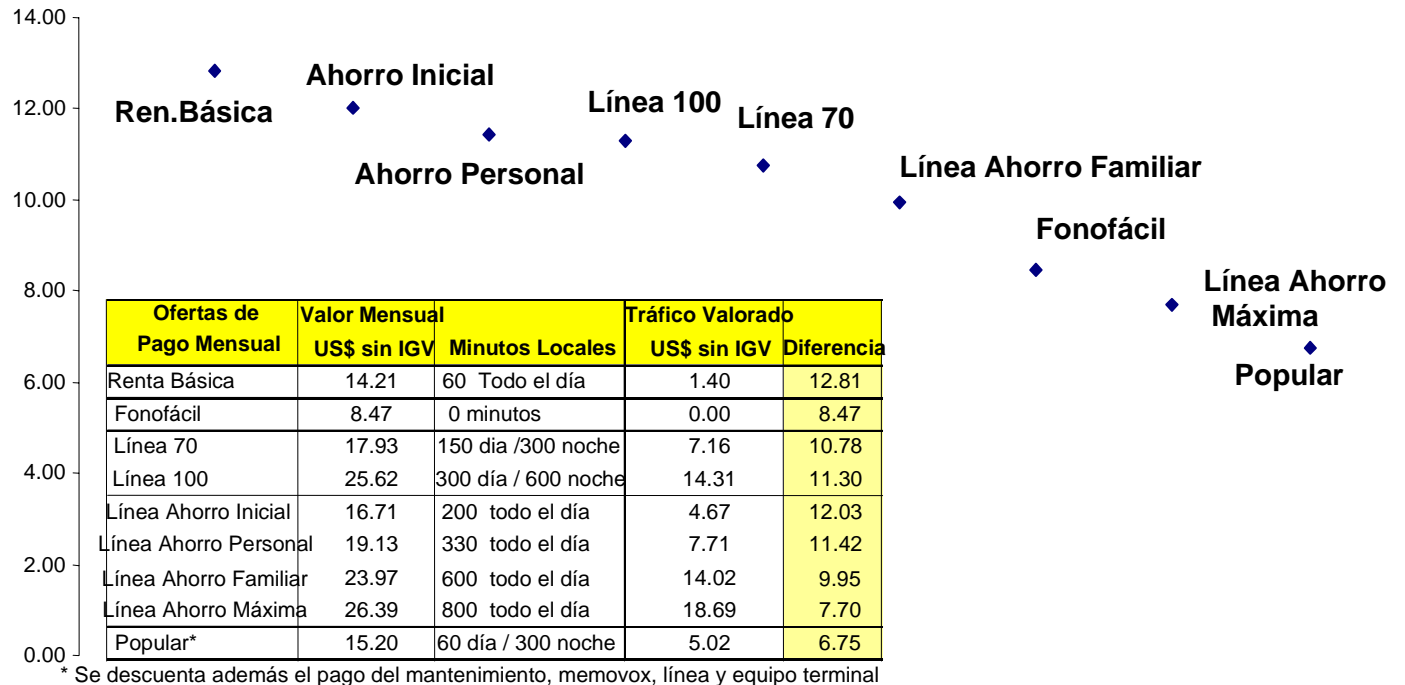 14.00
12.00
10.00
8.00
6.00
4.00
2.00
0.00
Ren.Básica
Ahorro Inicial
Ahorro Personal
Línea 100
Línea 70
Línea Ahorro Familiar
Fonofácil
Línea Ahorro
Máxima
Popular
Ofertas de Valor Mensual Tráfico Valorado
Pago Mensual US$ sin IGV Minutos Locales US$ sin IGV Diferencia
Renta Básica 14.21 60 Todo el día 1.40 12.81
Fonofácil 8.47 0 minutos 0.00 8.47
Línea 70 17.93 150 dia /300 noche 7.16 10.78
Línea 100 25.62 300 día / 600 noche 14.31 11.30
Línea Ahorro Inicial 16.71 200 todo el día 4.67 12.03
Línea Ahorro Personal 19.13 330 todo el día 7.71 11.42
Línea Ahorro Familiar 23.97 600 todo el día 14.02 9.95
Línea Ahorro Máxima 26.39 800 todo el día 18.69 7.70
Popular* 15.20 60 día / 300 noche 5.02 6.75
* Se descuenta además el pago del mantenimiento, memovox, línea y equipo terminal